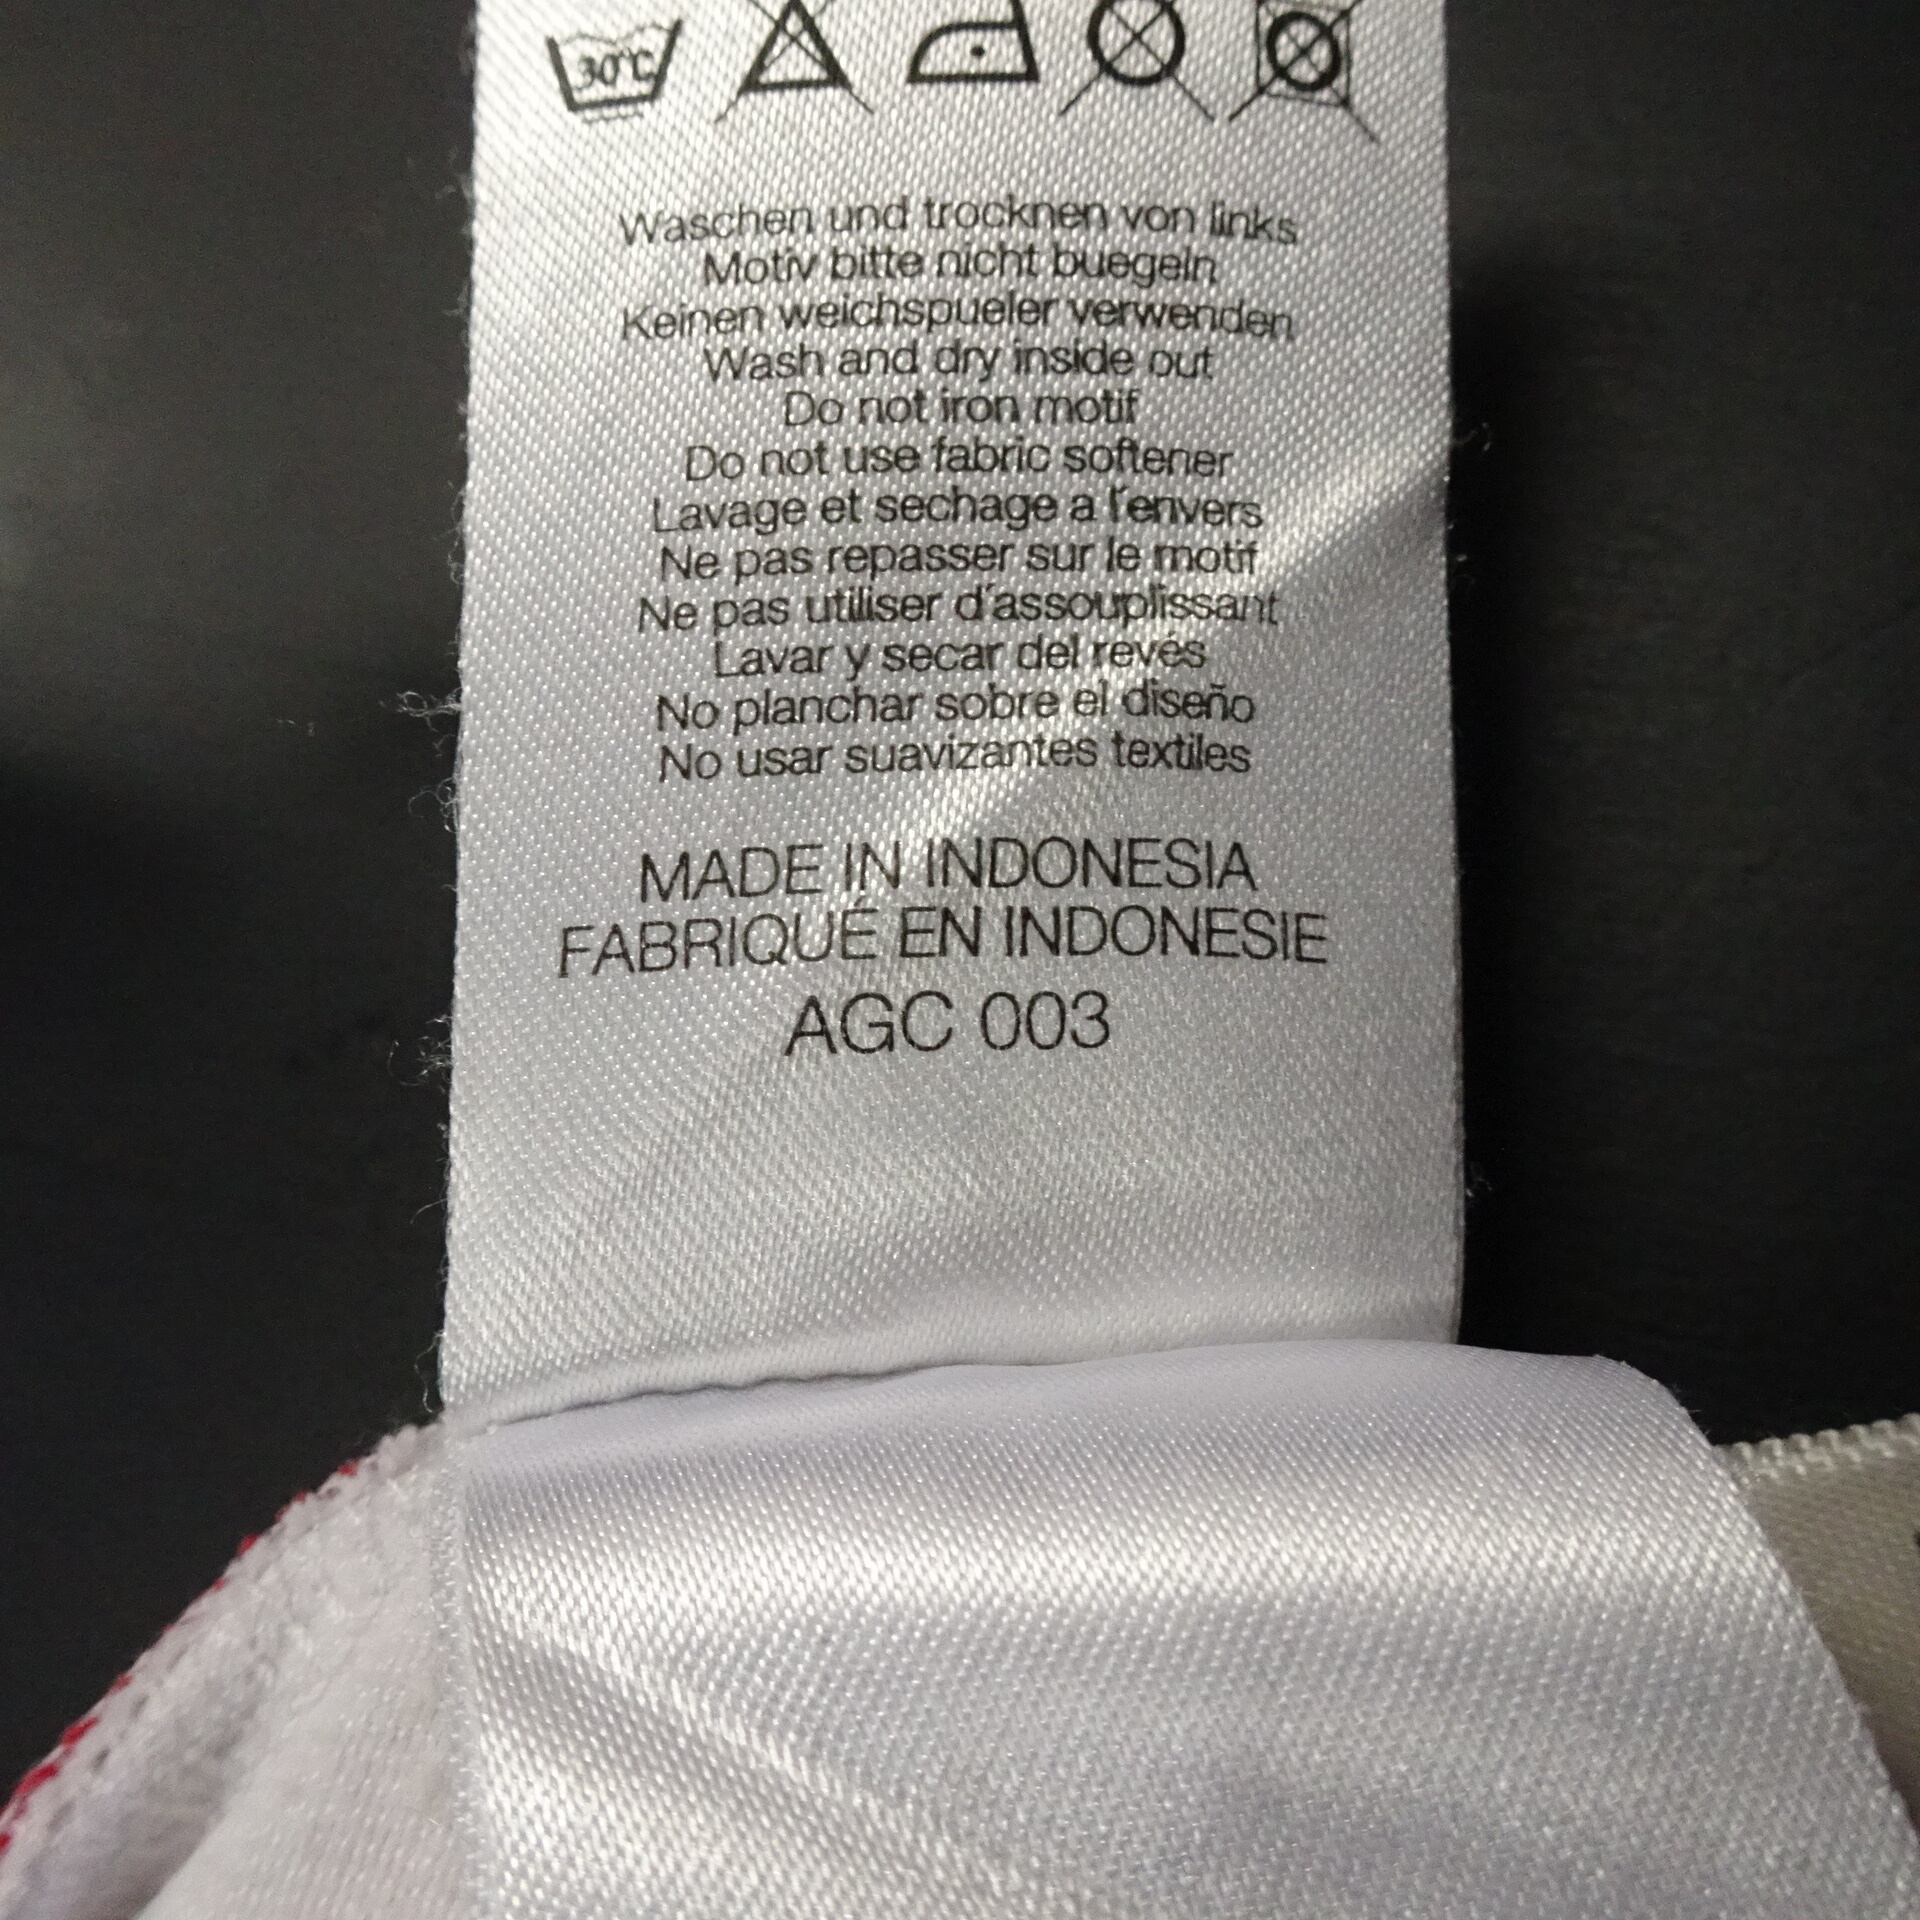 30°C
Waschen und trocknen von links
Motiv bitte nicht buegeln
Keinen weichspueler verwenden
Wash and dry inside out
Do not iron motif
Do not use fabric softener
Lavage et sechage a l'envers
Ne pas repasser sur le motif
Ne pas utiliser d'assouplissant
Lavar y secar del revés
No planchar sobre el diseño
No usar suavizantes textiles
MADE IN INDONESIA
FABRIQUÉ EN INDONESIE
AGC 003